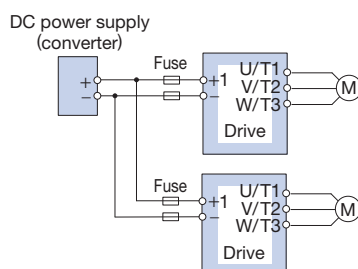 DC power supply
(converter)
+
−
Fuse
+1
−
U/T1
V/T2
W/T3
Drive
M
Fuse
+1
−
U/T1
V/T2
W/T3
Drive
M